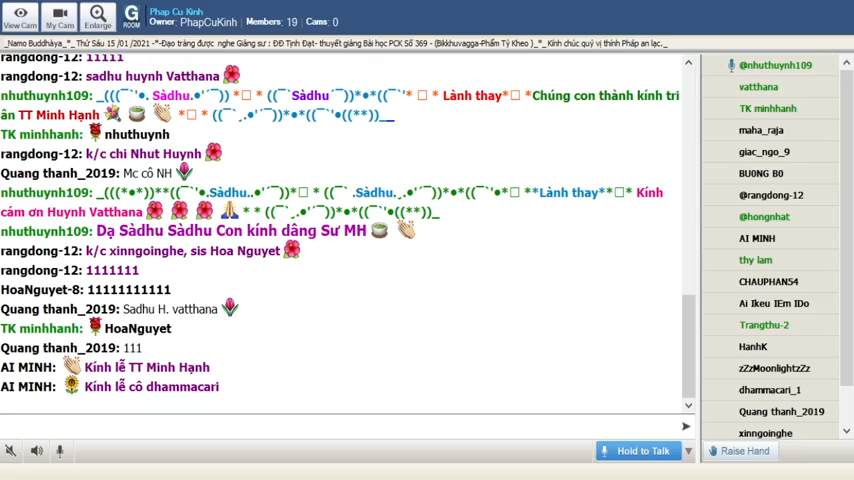 View Cam
My Cam
Enlarge
G
ROOM
Phap Cu Kinh
Owner: PhapCuKinh Members: 19 Cams: 0
_Namo Buddhàya_*_ Thứ Sáu 15 /01 /2021 -*-Đạo tràng được nghe Giảng sư : ĐĐ Tịnh Đạt- thuyết giảng Bài học PCK Số 369 - (Bikkhuvagga-Phẩm Tỷ Kheo )_*_ Kính chúc quý vị thính Pháp an lạc._
rangdong-12: 11111
rangdong-12: sadhu huynh Vatthana
nhuthuynh109: _(((¯`'•. Sàdhu.•'´¯)) *□ * ((¯`Sàdhu´¯))*•*((¯`'* □ * Lành thay*□ *Chúng con thành kính tri
ân TT Minh Hạnh *□ * ((¯`¸.•'´¯))*•*((¯`'•((**))_ _
TK minhhanh: nhuthuynh
rangdong-12: k/c chi Nhut Huynh
Quang thanh_2019: Mc cô NH
nhuthuynh109: _(((*•*))**((¯`'•.Sàdhu..•'´¯))*□ * ((¯` .Sàdhu.¸.•'´¯))*•*((¯`'•*□ **Lành thay**□* Kính
cám ơn Huynh Vatthana * * ((¯`¸.•'´¯))*•*((¯`'•((**))_
nhuthuynh109: Dạ Sàdhu Sàdhu Con kính dâng Sư MH
rangdong-12: k/c xinngoinghe, sis Hoa Nguyet
rangdong-12: 1111111
HoaNguyet-8: 11111111111
Quang thanh_2019: Sadhu H. vatthana
TK minhhanh: HoaNguyet
Quang thanh_2019: 111
AI MINH: Kính lễ TT Minh Hạnh
AI MINH: Kính lễ cô dhammacari
Hold to Talk
@nhuthuynh109
vatthana
TK minhhanh
maha_raja
giac_ngo_9
BU0NG B0
@rangdong-12
@hongnhat
AI MINH
thy lam
CHAUPHAN54
Ai Ikeu IEm IDo
Trangthu-2
HanhK
zZzMoonlightzZz
dhammacari_1
Quang thanh_2019
xinngoinghe
Raise Hand